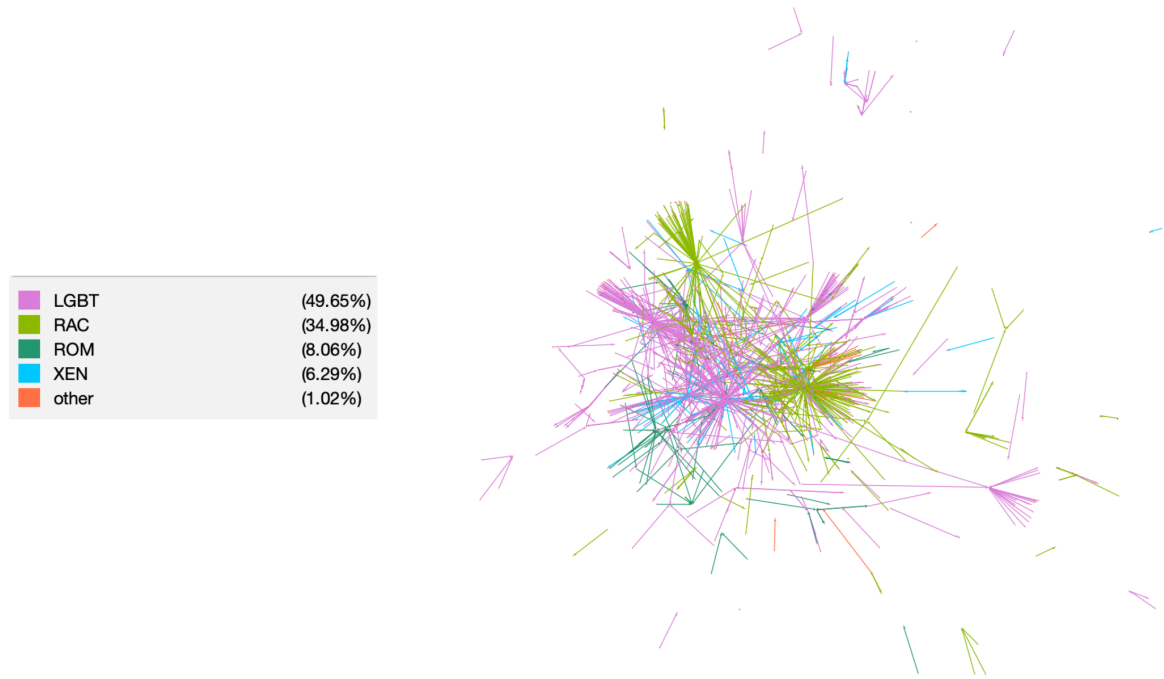 LGBT (49.65%)
RAC (34.98%)
ROM (8.06%)
XEN (6.29%)
other (1.02%)